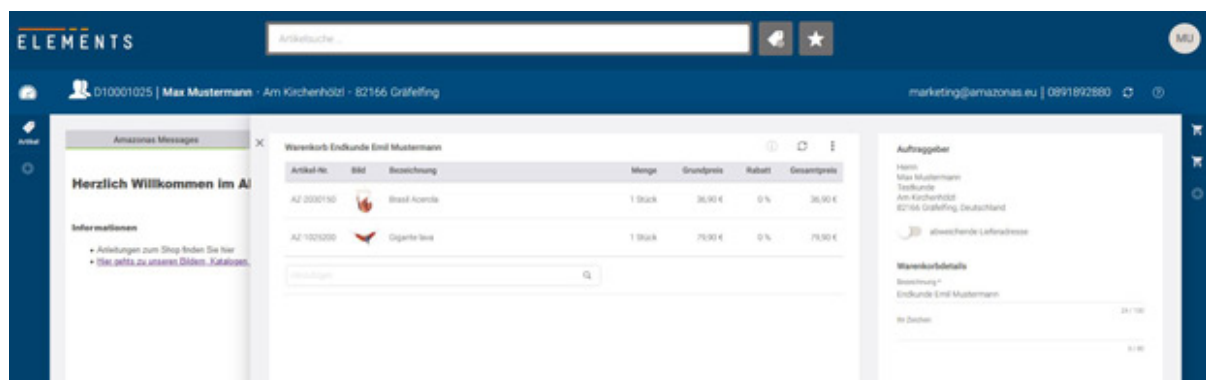 ELEMENTS
Artikelsuche ...
MU
D10001025 | Max Mustermann - Am Kirchenhölzl - 82166 Gräfelfing
marketing@amazonas.eu | 0891892880
Artikel
Amazonas Messages
Herzlich Willkommen im Al
Informationen
Anleitungen zum Shop finden Sie hier
Hier gehts zu unseren Bildern, Katalogen,
Warenkorb Endkunde Emil Mustermann
Artikel-Nr. Bild Bezeichnung Menge Grundpreis Rabatt Gesamtpreis
AZ-2030150 Brasil Acerola 1 Stück 36,90 € 0 % 36,90 €
AZ-1025200 Gigante lava 1 Stück 79,90 € 0 % 79,90 €
Hinzufügen
Auftraggeber
Herrn
Max Mustermann
Testkunde
Am Kirchenhölzl
82166 Gräfelfing, Deutschland
abweichende Lieferadresse
Warenkorbdetails
Bezeichnung *
Endkunde Emil Mustermann
24 / 100
Ihr Zeichen